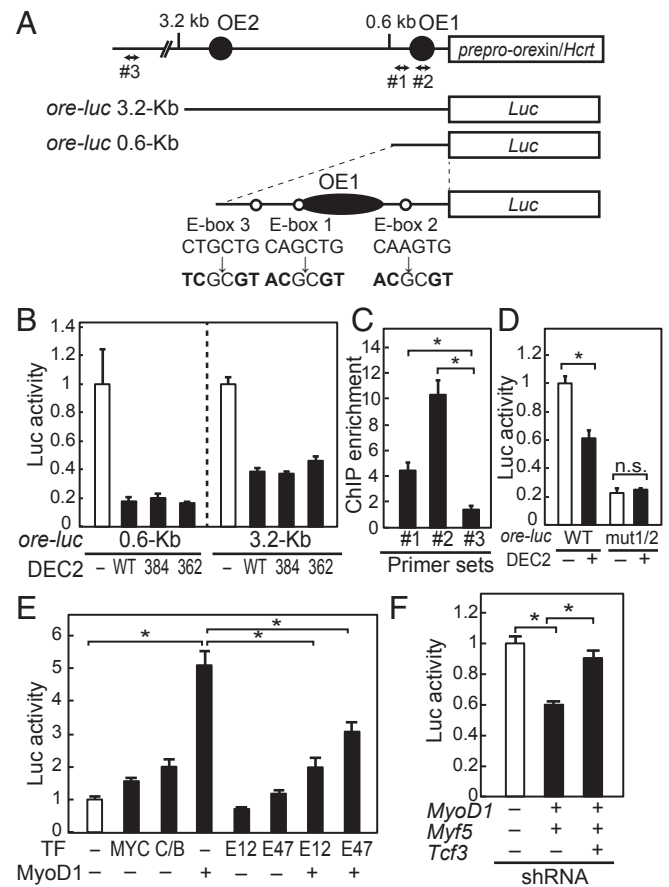 A
3.2 kb OE2 0.6 kb OE1
prepro-orexin/Hcrt
#3 #1 #2
ore-luc 3.2-Kb Luc
ore-luc 0.6-Kb Luc
OE1
Luc
E-box 3 E-box 1 E-box 2
CTGCTG CAGCTG CAAGTG
↓ ↓ ↓
TCGCGT ACGCGT ACGCGT
B
Luc activity
1.4
1.2
1
0.8
0.6
0.4
0.2
0
ore-luc 0.6-Kb 3.2-Kb
DEC2 – WT 384 362 – WT 384 362
C
ChIP enrichment
14
12
10
8
6
4
2
0
*
*
#1 #2 #3
Primer sets
D
Luc activity
1.2
1
0.8
0.6
0.4
0.2
0
*
n.s.
ore-luc WT mut1/2
DEC2 – + – +
E
Luc activity
6
5
4
3
2
1
0
* * *
TF – MYC C/B – E12 E47 E12 E47
MyoD1 – – – + – – + +
F
Luc activity
1.2
1
0.8
0.6
0.4
0.2
0
* *
MyoD1 – + +
Myf5 – + +
Tcf3 – – +
shRNA